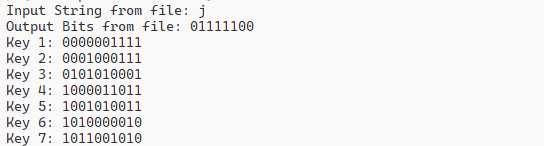 Input String from file: j
Output Bits from file: 01111100
Key 1: 0000001111
Key 2: 0001000111
Key 3: 0101010001
Key 4: 1000011011
Key 5: 1001010011
Key 6: 1010000010
Key 7: 1011001010